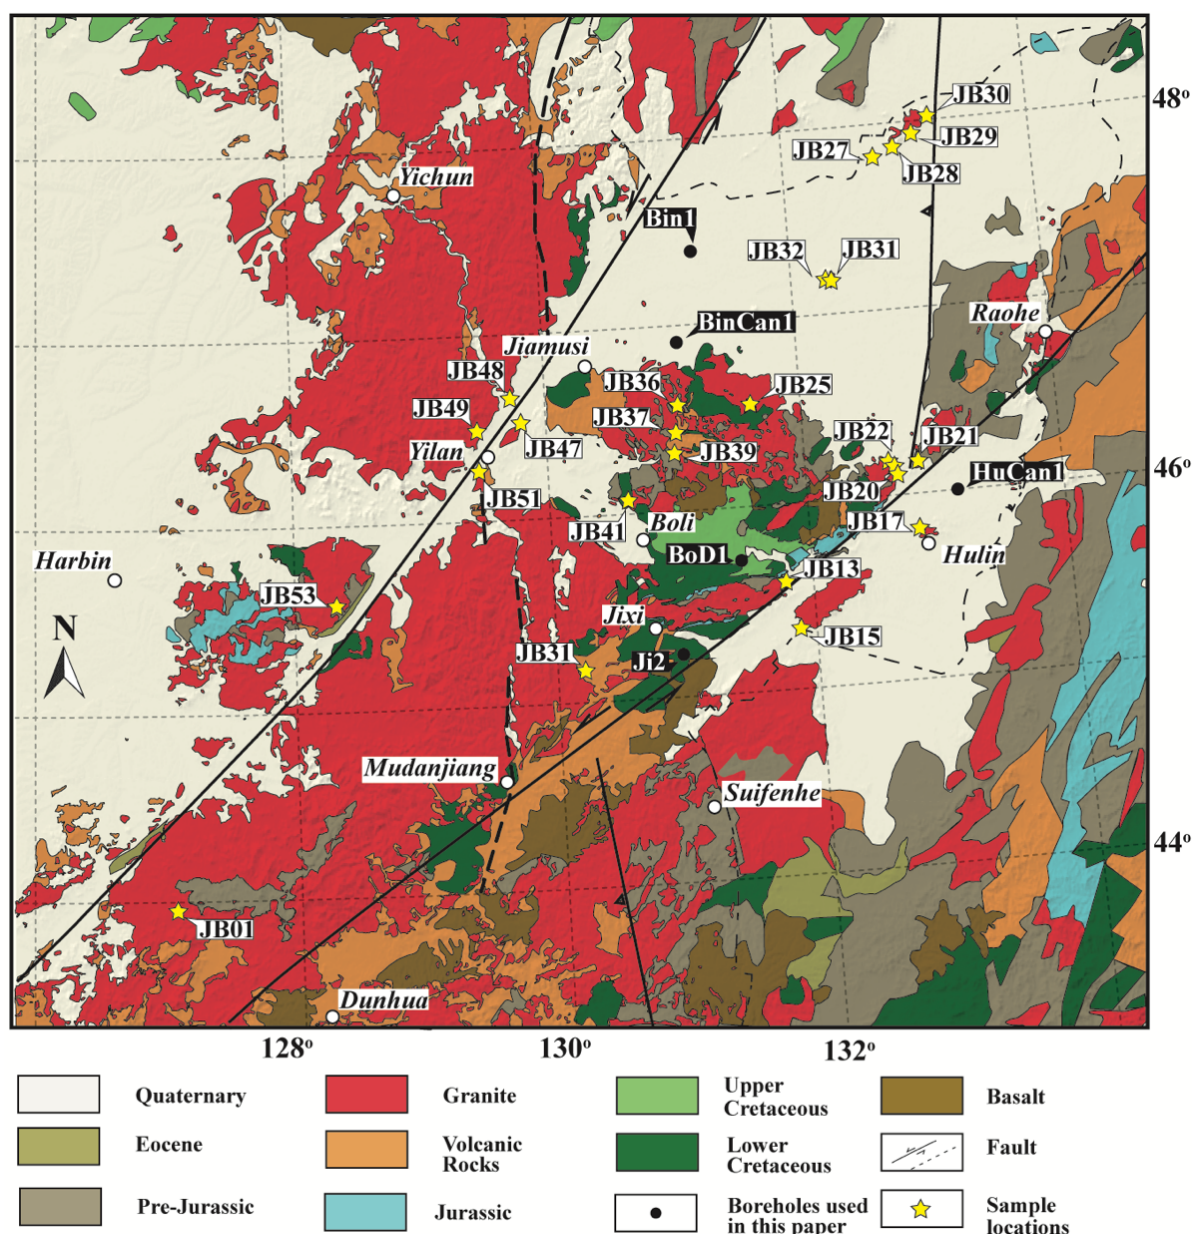 JB30
48°
JB29
JB27
JB28
Yichun
Bin1
JB32
JB31
Raohe
BinCan1
Jiamusi
JB48
JB36
JB25
JB49
JB37
JB22
JB21
Yilan
JB47
JB39
46°
HuCan1
JB20
JB51
JB41
Boli
JB17
Harbin
BoD1
Hulin
JB13
JB53
Jixi
N
JB15
JB31
Ji2
Mudanjiang
Suifenhe
44°
JB01
Dunhua
128°
130°
132°
Quaternary
Granite
Upper
Cretaceous
Basalt
Eocene
Volcanic
Rocks
Lower
Cretaceous
Fault
Pre-Jurassic
Jurassic
Boreholes used
in this paper
Sample
locations